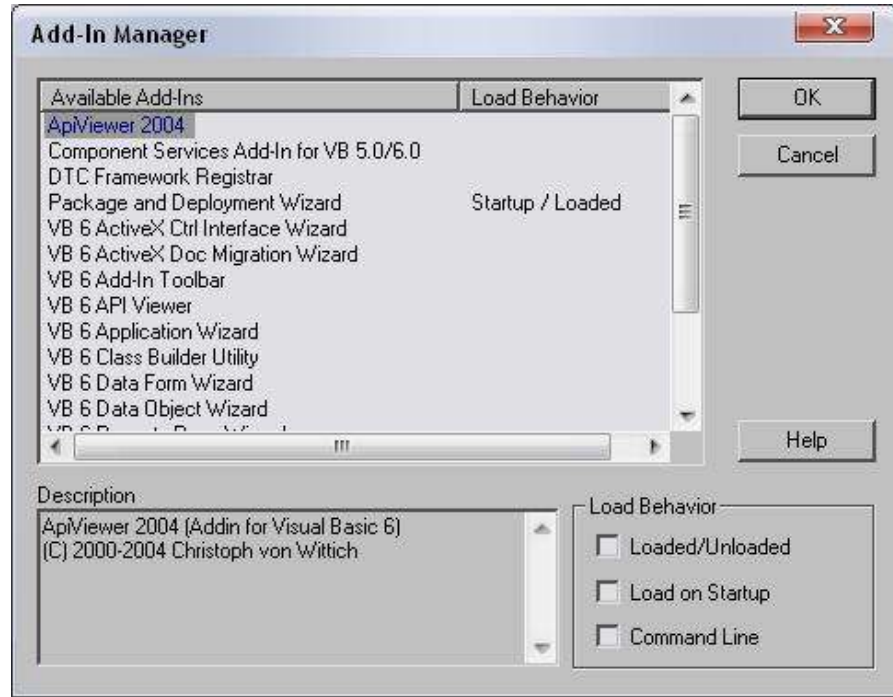 Add-In Manager
Available Add-Ins Load Behavior
ApiViewer 2004
Component Services Add-In for VB 5.0/6.0
DTC Framework Registrar
Package and Deployment Wizard Startup / Loaded
VB 6 ActiveX Ctrl Interface Wizard
VB 6 ActiveX Doc Migration Wizard
VB 6 Add-In Toolbar
VB 6 API Viewer
VB 6 Application Wizard
VB 6 Class Builder Utility
VB 6 Data Form Wizard
VB 6 Data Object Wizard
OK
Cancel
Help
Description
ApiViewer 2004 (Addin for Visual Basic 6)
(C) 2000-2004 Christoph von Wittich
Load Behavior
Loaded/Unloaded
Load on Startup
Command Line